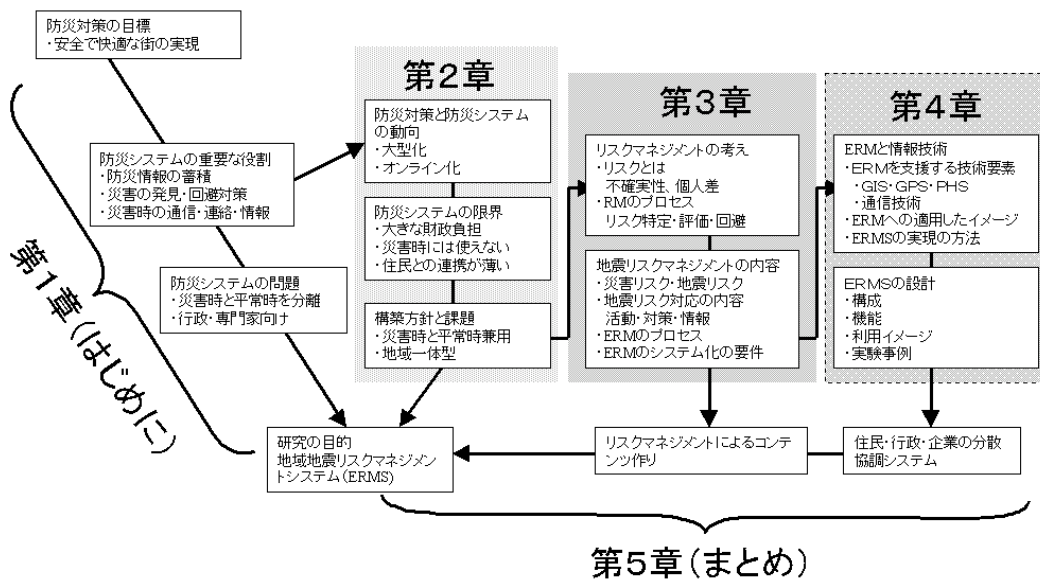 防災対策の目標
・安全で快適な街の実現
防災システムの重要な役割
・防災情報の蓄積
・災害の発見・回避対策
・災害時の通信・連絡・情報
防災システムの問題
・災害時と平常時を分離
・行政・専門家向け
第1章(はじめに)
研究の目的
地域地震リスクマネジメン
トシステム(ERMS)
第2章
防災対策と防災システム
の動向
・大型化
・オンライン化
防災システムの限界
・大きな財政負担
・災害時には使えない
・住民との連携が薄い
構築方針と課題
・災害時と平常時兼用
・地域一体型
第3章
リスクマネジメントの考え
・リスクとは
不確実性、個人差
・RMのプロセス
リスク特定・評価・回避
地震リスクマネジメントの内容
・災害リスク・地震リスク
・地震リスク対応の内容
活動・対策・情報
・ERMのプロセス
・ERMのシステム化の要件
リスクマネジメントによるコンテ
ンツ作り
第4章
ERMと情報技術
・ERMを支援する技術要素
・GIS・GPS・PHS
・通信技術
・ERMへの適用したイメージ
・ERMSの実現の方法
ERMSの設計
・構成
・機能
・利用イメージ
・実験事例
住民・行政・企業の分散
協調システム
第5章(まとめ)